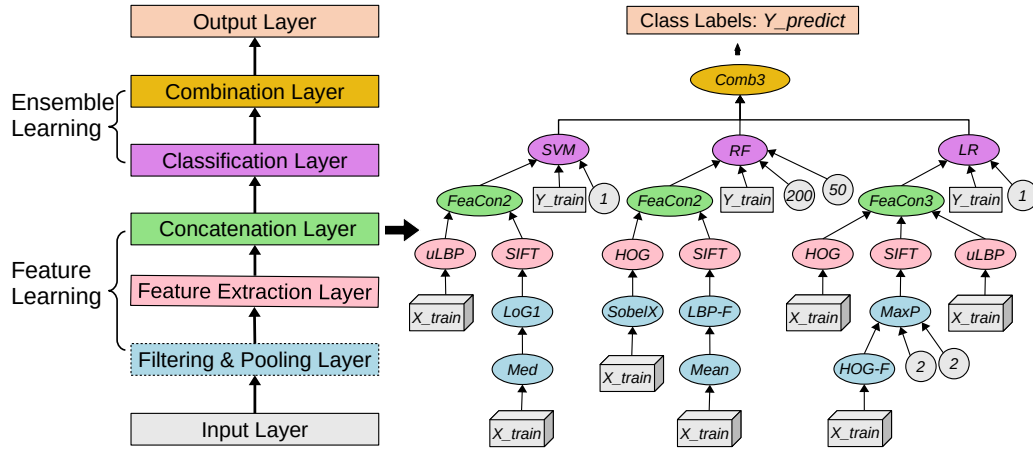 Output Layer
Combination Layer
Ensemble
Learning
Classification Layer
Concatenation Layer
Feature
Learning
Feature Extraction Layer
Filtering & Pooling Layer
Input Layer
Class Labels: Y_predict
Comb3
SVM
RF
LR
FeaCon2
Y_train
1
FeaCon2
Y_train
200
50
FeaCon3
Y_train
1
uLBP
SIFT
HOG
SIFT
HOG
SIFT
uLBP
X_train
LoG1
SobelX
LBP-F
X_train
MaxP
X_train
Med
X_train
Mean
HOG-F
2
2
X_train
X_train
X_train